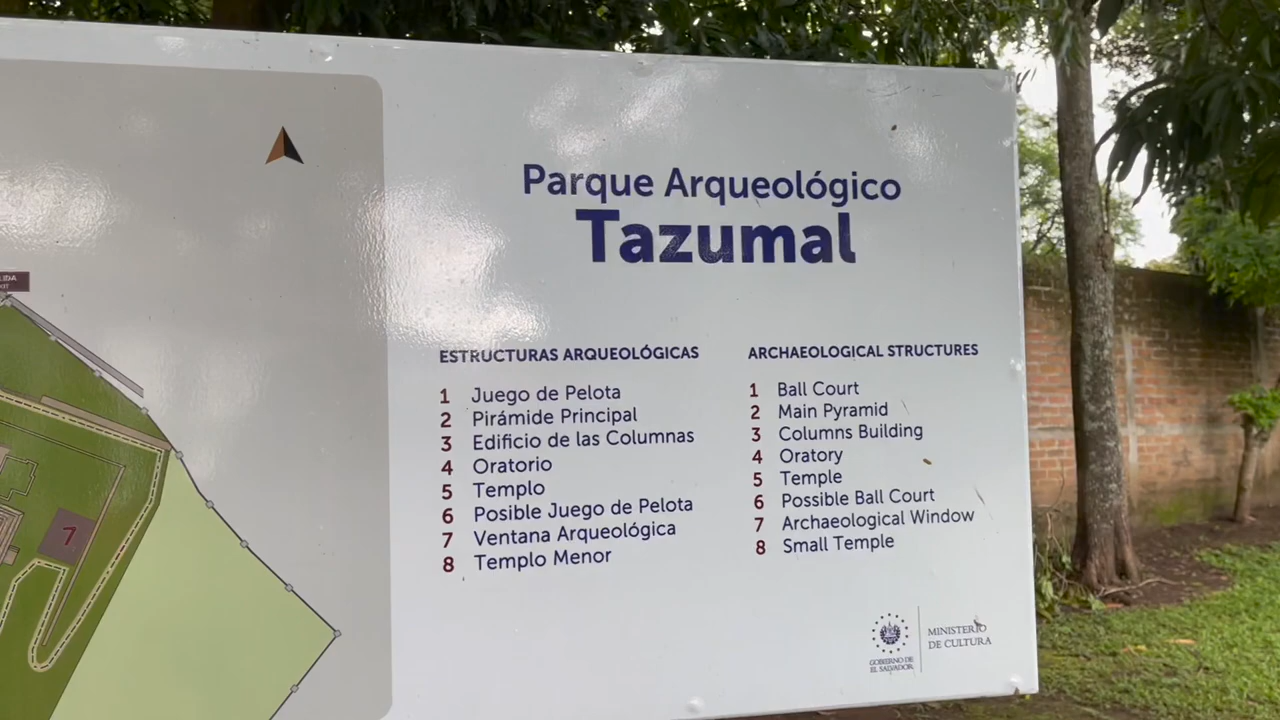 Parque Arqueológico
Tazumal
ESTRUCTURAS ARQUEOLÓGICAS
1 Juego de Pelota
2 Pirámide Principal
3 Edificio de las Columnas
4 Oratorio
5 Templo
6 Posible Juego de Pelota
7 Ventana Arqueológica
8 Templo Menor
ARCHAEOLOGICAL STRUCTURES
1 Ball Court
2 Main Pyramid
3 Columns Building
4 Oratory
5 Temple
6 Possible Ball Court
7 Archaeological Window
8 Small Temple
7
GOBIERNO DE
EL SALVADOR
MINISTERIO
DE CULTURA